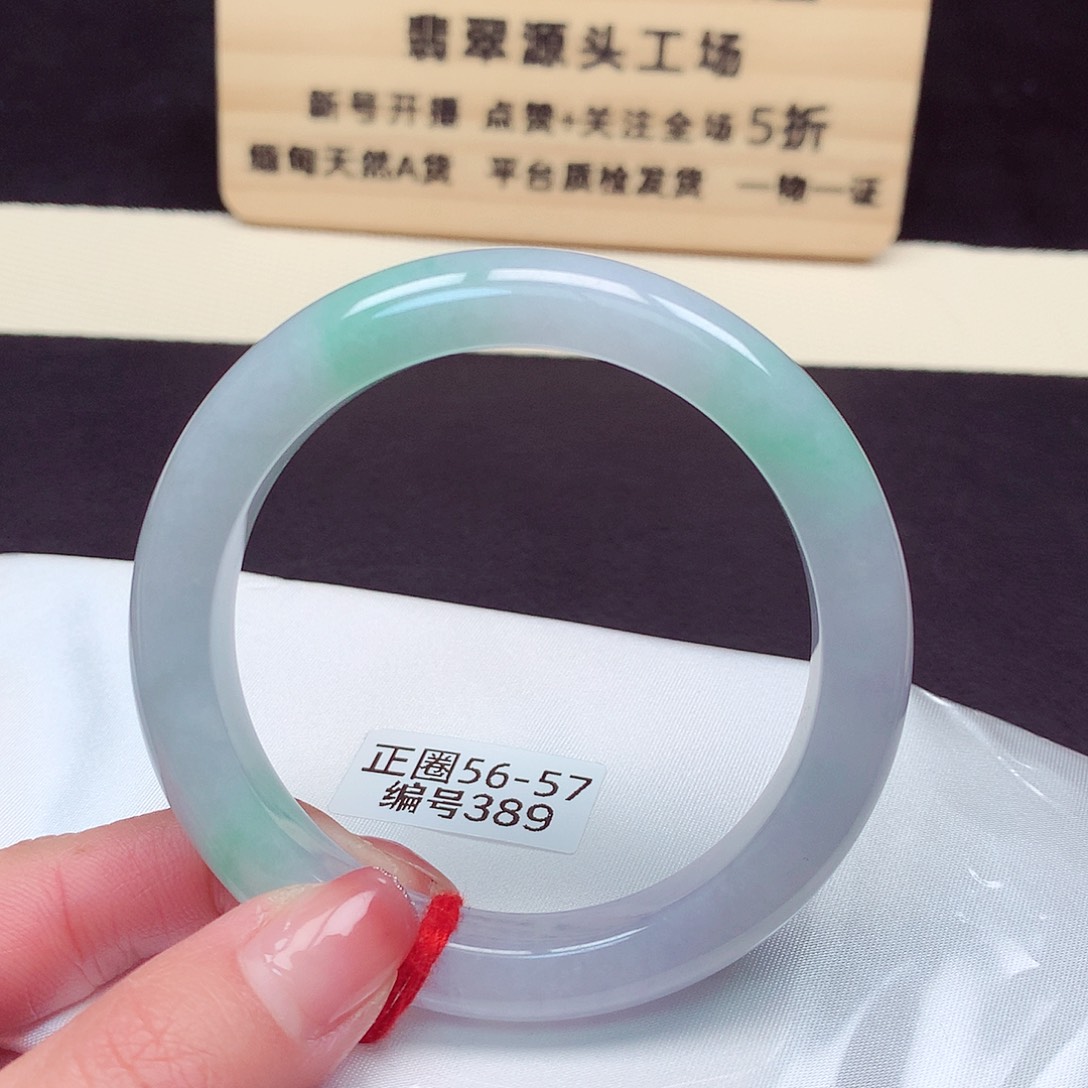 翡翠源头工场
新号开播 点赞+关注全场5折
缅甸天然A货 平台质检发货 一物一证
正圈56-57
编号389